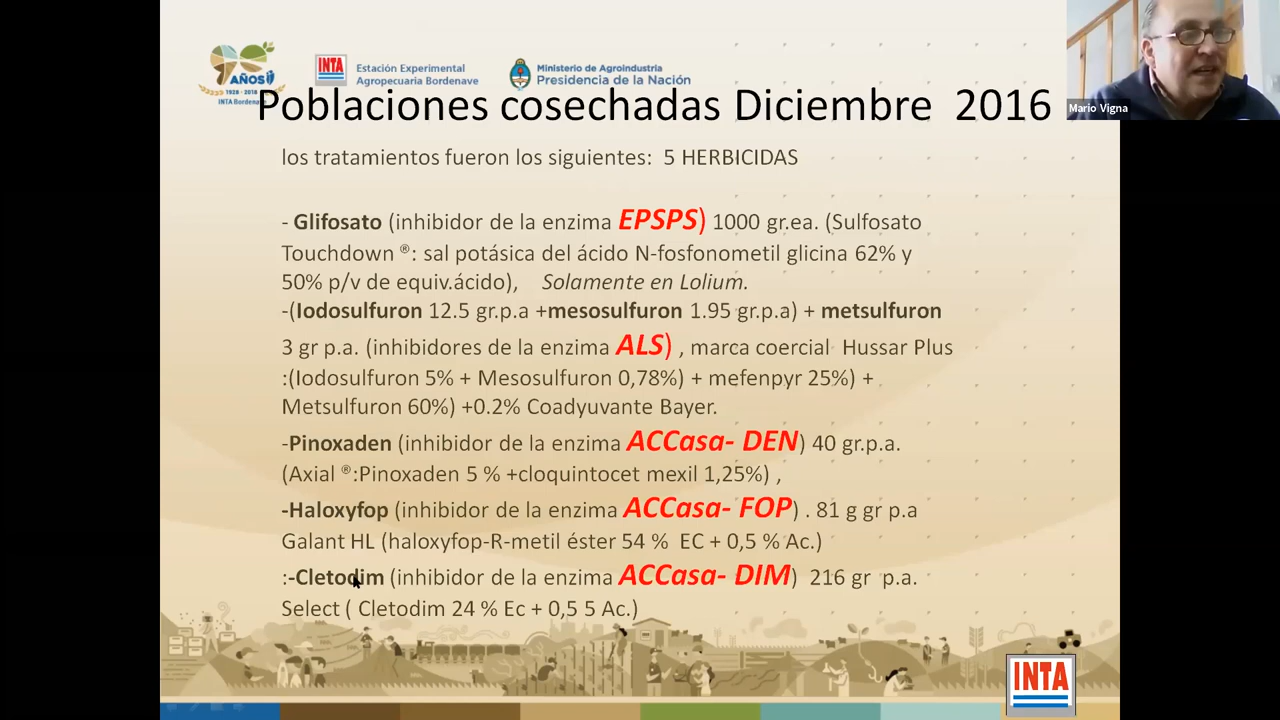 AÑOS
1928 - 2018
INTA Bordena
INTA
Estación Experimental
Agropecuaria Bordenave
Ministerio de Agroindustria
Presidencia de la Nación
Poblaciones cosechadas Diciembre 2016
Mario Vigna
los tratamientos fueron los siguientes: 5 HERBICIDAS
- Glifosato (inhibidor de la enzima EPSPS) 1000 gr.ea. (Sulfosato
Touchdown ®: sal potásica del ácido N-fosfonometil glicina 62% y
50% p/v de equiv.ácido), Solamente en Lolium.
-(Iodosulfuron 12.5 gr.p.a +mesosulfuron 1.95 gr.p.a) + metsulfuron
3 gr p.a. (inhibidores de la enzima ALS) , marca coercial Hussar Plus
:(Iodosulfuron 5% + Mesosulfuron 0,78%) + mefenpyr 25%) +
Metsulfuron 60%) +0.2% Coadyuvante Bayer.
-Pinoxaden (inhibidor de la enzima ACCasa- DEN) 40 gr.p.a.
(Axial ®:Pinoxaden 5 % +cloquintocet mexil 1,25%) ,
-Haloxyfop (inhibidor de la enzima ACCasa- FOP) . 81 g gr p.a
Galant HL (haloxyfop-R-metil éster 54 % EC + 0,5 % Ac.)
:-Cletodim (inhibidor de la enzima ACCasa- DIM) 216 gr p.a.
Select ( Cletodim 24 % Ec + 0,5 5 Ac.)
INTA